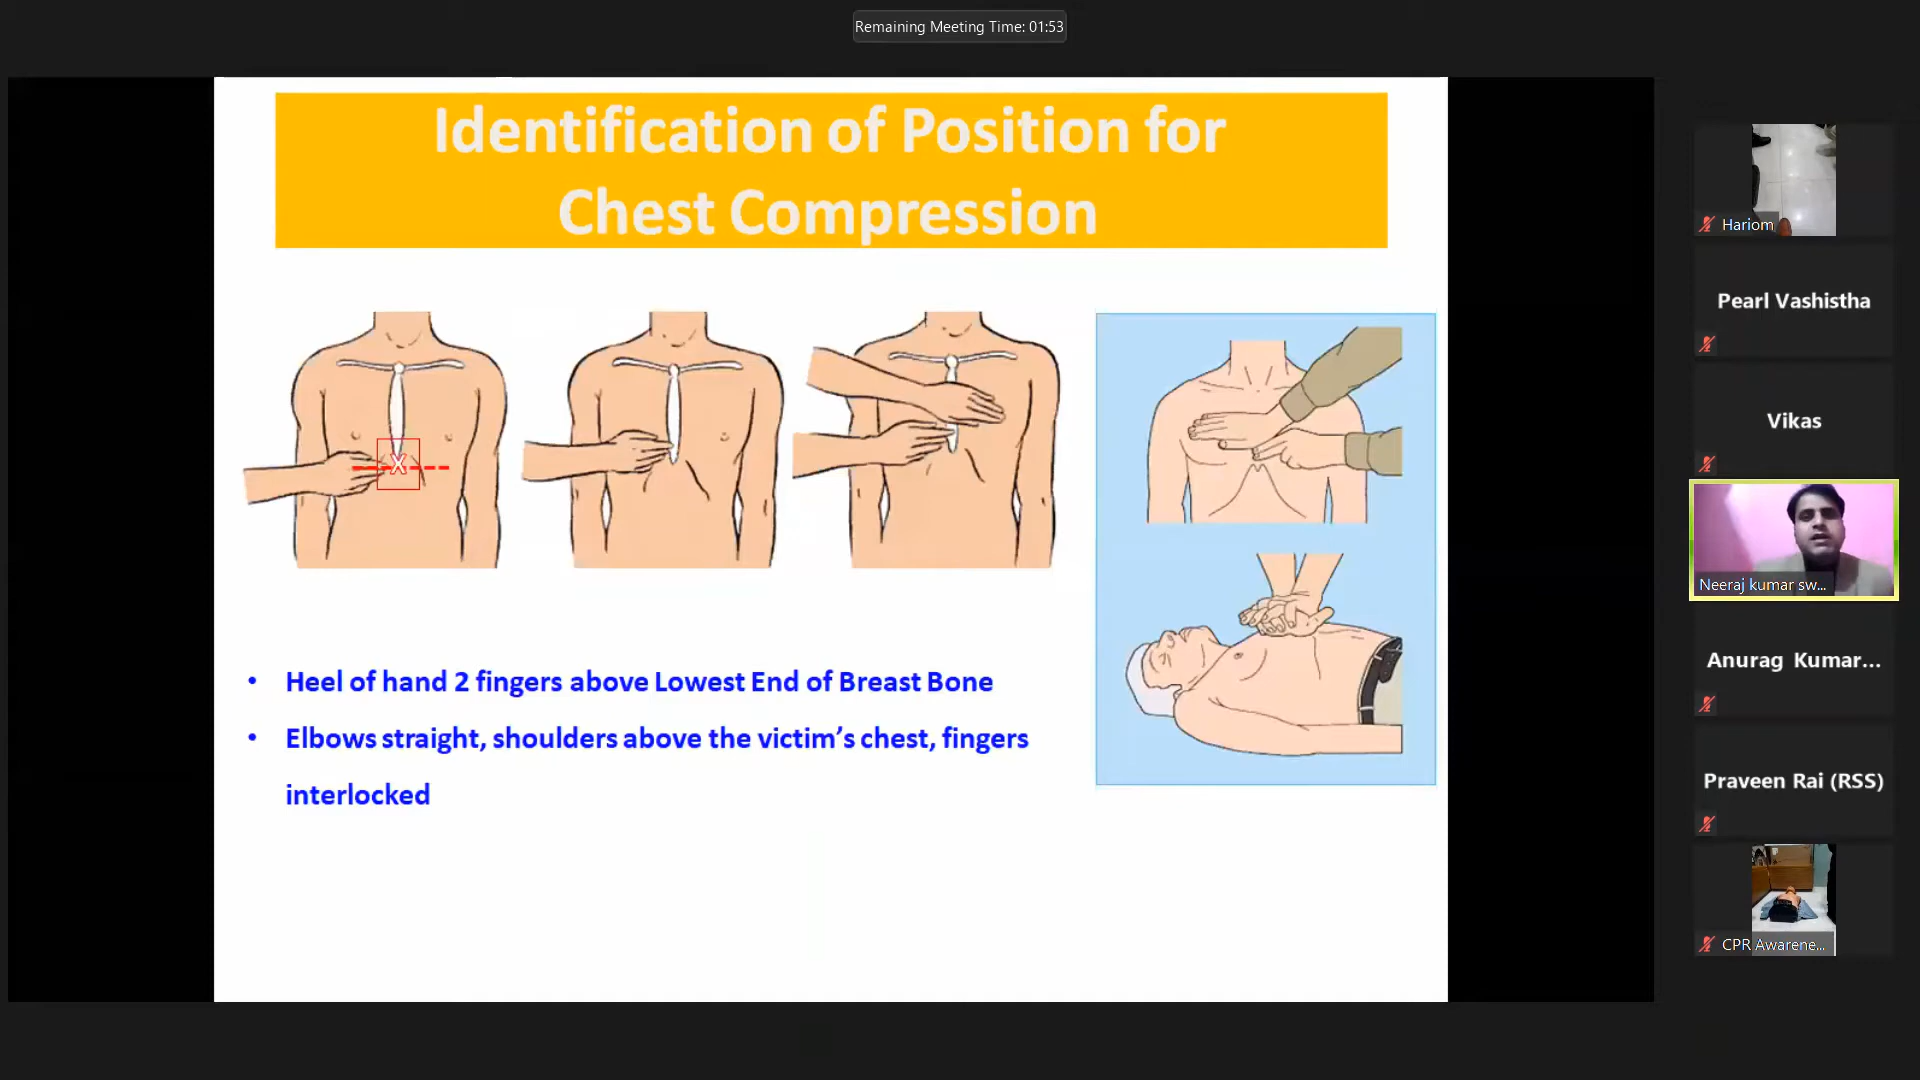 Remaining Meeting Time: 01:53
Identification of Position for
Chest Compression
X
• Heel of hand 2 fingers above Lowest End of Breast Bone
• Elbows straight, shoulders above the victim’s chest, fingers
interlocked
Hariom
Pearl Vashistha
Vikas
Neeraj kumar sw...
Anurag Kumar...
Praveen Rai (RSS)
CPR Awarene...